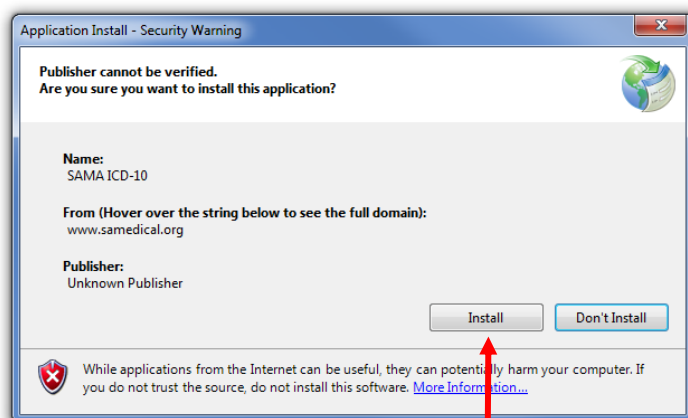 Application Install - Security Warning
Publisher cannot be verified.
Are you sure you want to install this application?
Name:
SAMA ICD-10
From (Hover over the string below to see the full domain):
www.samedical.org
Publisher:
Unknown Publisher
Install
Don't Install
While applications from the Internet can be useful, they can potentially harm your computer. If
you do not trust the source, do not install this software. More Information...